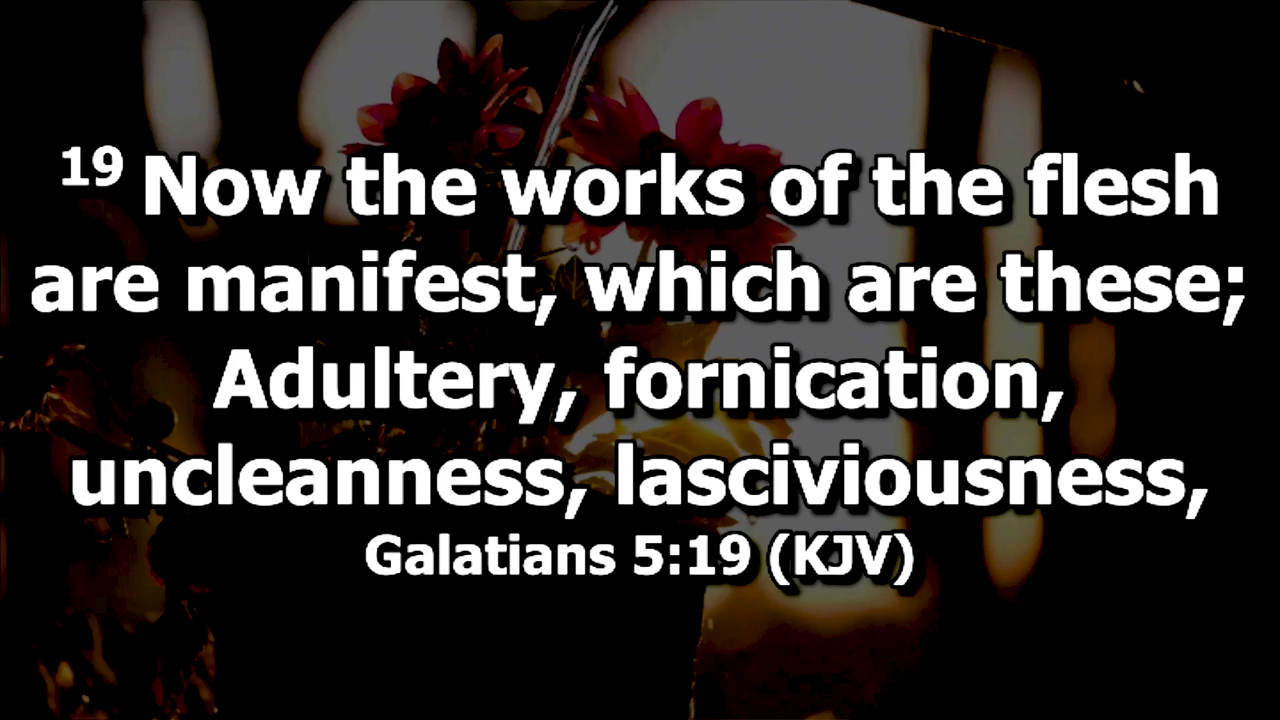 19 Now the works of the flesh
are manifest, which are these;
Adultery, fornication,
uncleanness, lasciviousness,
Galatians 5:19 (KJV)